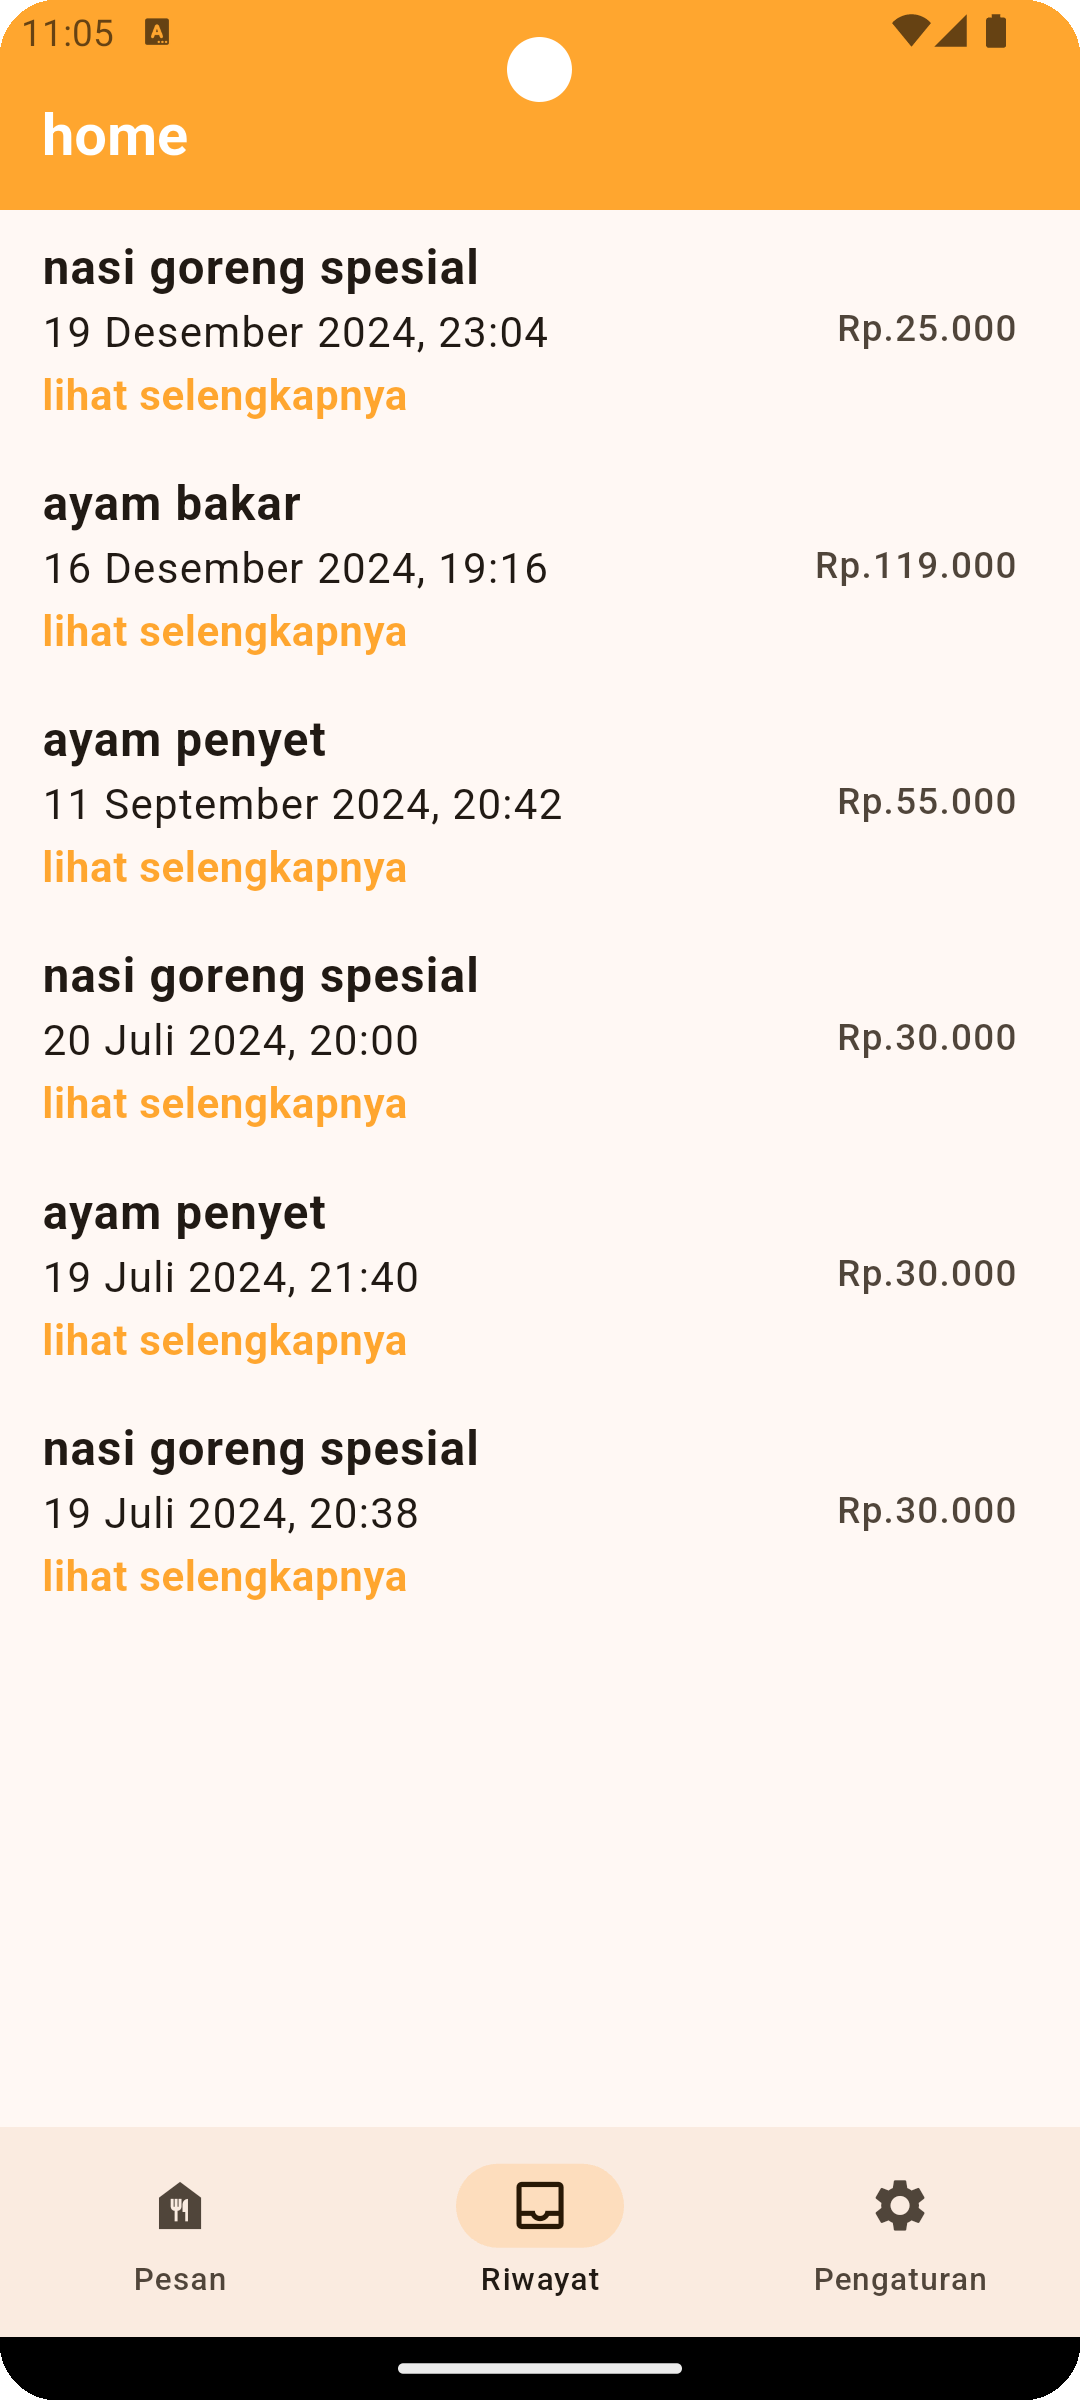 11:05
home
nasi goreng spesial
19 Desember 2024, 23:04
Rp.25.000
lihat selengkapnya
ayam bakar
16 Desember 2024, 19:16
Rp.119.000
lihat selengkapnya
ayam penyet
11 September 2024, 20:42
Rp.55.000
lihat selengkapnya
nasi goreng spesial
20 Juli 2024, 20:00
Rp.30.000
lihat selengkapnya
ayam penyet
19 Juli 2024, 21:40
Rp.30.000
lihat selengkapnya
nasi goreng spesial
19 Juli 2024, 20:38
Rp.30.000
lihat selengkapnya
Pesan
Riwayat
Pengaturan